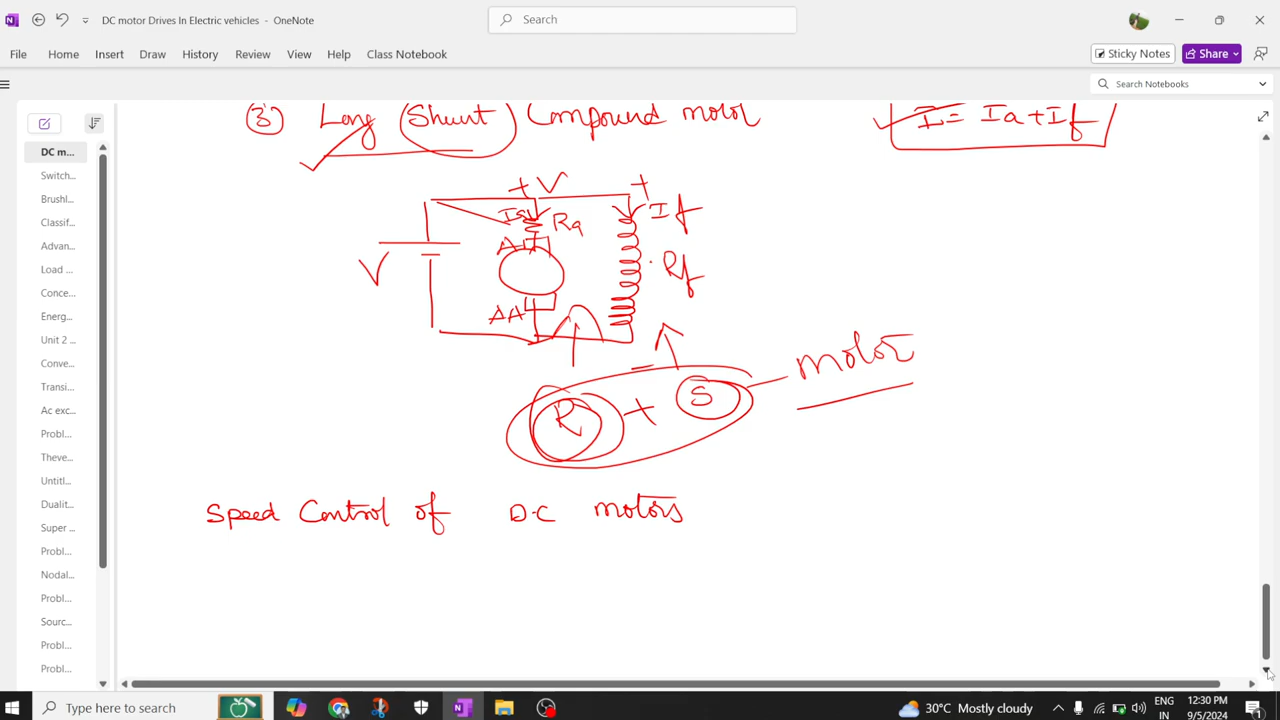 DC motor Drives In Electric vehicles - OneNote
Search
File Home Insert Draw History Review View Help Class Notebook
Sticky Notes
Share
Search Notebooks
DC m...
Switch...
Brushl...
Classif...
Advan...
Load ...
Conce...
Energ...
Unit 2 ...
Conve...
Transi...
Ac exc...
Probl...
Theve...
Untitl...
Dualit...
Super ...
Probl...
Nodal...
Probl...
Sourc...
Probl...
Probl...
③ Long Shunt Compound motor
I = Ia+If
+ V +
Ia Ra If
A
V Rf
AA
R + S motor
Speed Control of D.C motors
Type here to search
30°C Mostly cloudy
ENG
IN
12:30 PM
9/5/2024
1